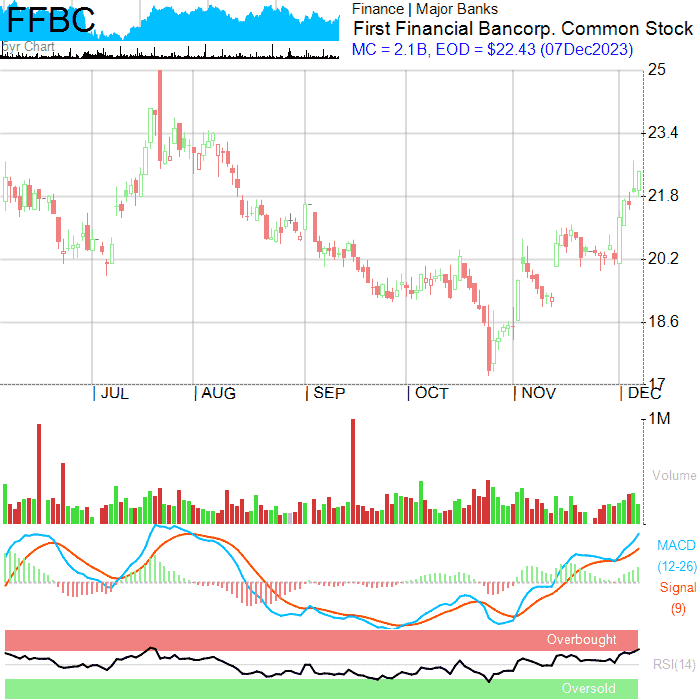 FFBC
5yr Chart
Finance | Major Banks
First Financial Bancorp. Common Stock
MC = 2.1B, EOD = $22.43 (07Dec2023)
25
23.4
21.8
20.2
18.6
17
JUL AUG SEP OCT NOV DEC
1M
Volume
MACD
(12-26)
Signal
(9)
Overbought
RSI(14)
Oversold